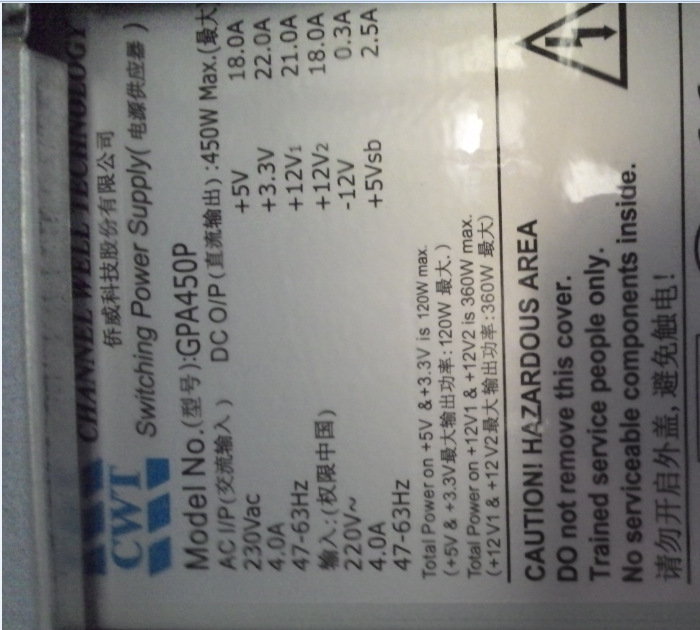 CHANNEL WELL TECHNOLOGY
CWT
侨威科技股份有限公司
Switching Power Supply(电源供应器)
Model No.(型号):GPA450P
AC I/P(交流输入) DC O/P(直流输出):450W Max.(最大
230Vac +5V 18.0A
4.0A +3.3V 22.0A
47-63Hz +12V1 21.0A
输入:(权限中国) +12V2 18.0A
220V~ -12V 0.3A
4.0A +5Vsb 2.5A
47-63Hz
Total Power on +5V &+3.3V is 120W max.
(+5V & +3.3V最大输出功率:120W 最大.)
Total Power on +12V1 & +12V2 is 360W max.
(+12V1 & +12V2最大输出功率:360W 最大)
CAUTION! HAZARDOUS AREA
DO not remove this cover.
Trained service people only.
No serviceable components inside.
请勿开启外盖,避免触电!